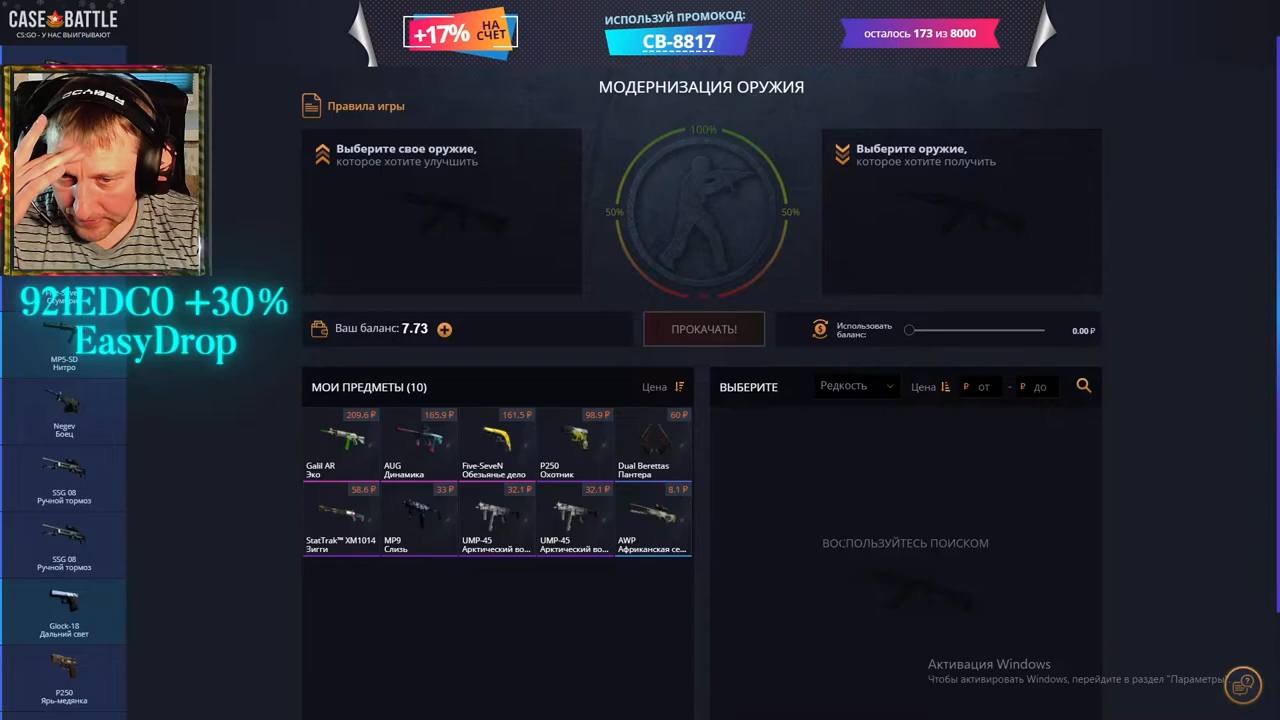 CASE BATTLE
CS:GO - У НАС ВЫИГРЫВАЮТ
+17% НА СЧЕТ
ИСПОЛЬЗУЙ ПРОМОКОД:
CB-8817
осталось 173 из 8000
МОДЕРНИЗАЦИЯ ОРУЖИЯ
Правила игры
Выберите свое оружие,
которое хотите улучшить
100%
50%
50%
Выберите оружие,
которое хотите получить
921EDC0 +30%
EasyDrop
Ваш баланс: 7.73
ПРОКАЧАТЬ!
Использовать
баланс:
0.00 ₽
MP5-SD
Нитро
Negev
Боец
SSG 08
Ручной тормоз
SSG 08
Ручной тормоз
Glock-18
Дальний свет
P250
Ярь-медянка
МОИ ПРЕДМЕТЫ (10)
Цена
209.6 ₽
Galil AR
Эко
165.9 ₽
AUG
Динамика
161.5 ₽
Five-SeveN
Обезьянье дело
98.9 ₽
P250
Охотник
60 ₽
Dual Berettas
Пантера
58.6 ₽
StatTrak™ XM1014
Зигги
33 ₽
MP9
Слизь
32.1 ₽
UMP-45
Арктический во...
32.1 ₽
UMP-45
Арктический во...
8.1 ₽
AWP
Африканская се...
ВЫБЕРИТЕ
Редкость
Цена
₽ от - ₽ до
ВОСПОЛЬЗУЙТЕСЬ ПОИСКОМ
Активация Windows
Чтобы активировать Windows, перейдите в раздел "Параметры".